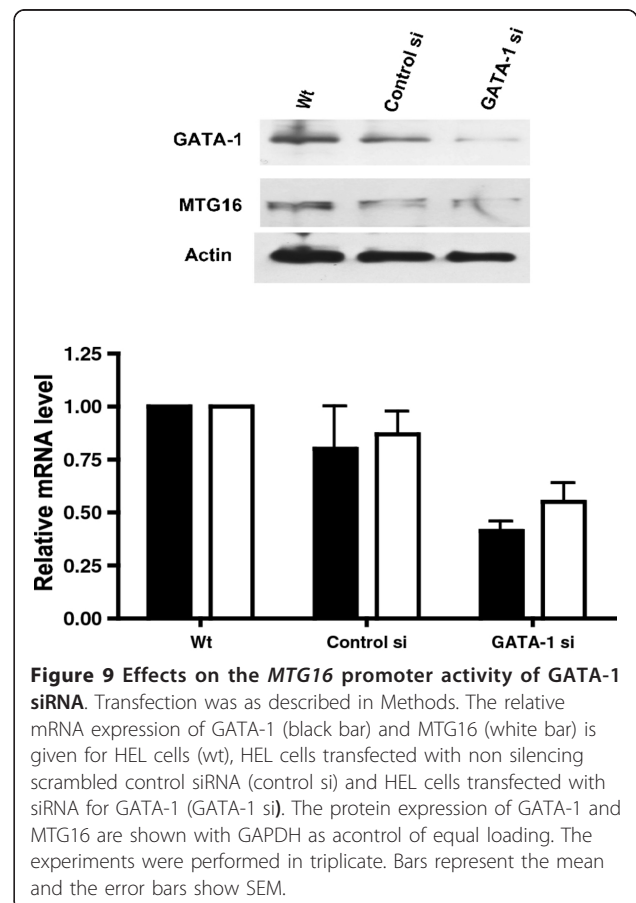 Wt Control si GATA-1 si
GATA-1
MTG16
Actin
Relative mRNA level
1.25
1.00
0.75
0.50
0.25
0.00
Wt Control si GATA-1 si
Figure 9 Effects on the MTG16 promoter activity of GATA-1
siRNA. Transfection was as described in Methods. The relative
mRNA expression of GATA-1 (black bar) and MTG16 (white bar) is
given for HEL cells (wt), HEL cells transfected with non silencing
scrambled control siRNA (control si) and HEL cells transfected with
siRNA for GATA-1 (GATA-1 si). The protein expression of GATA-1 and
MTG16 are shown with GAPDH as acontrol of equal loading. The
experiments were performed in triplicate. Bars represent the mean
and the error bars show SEM.